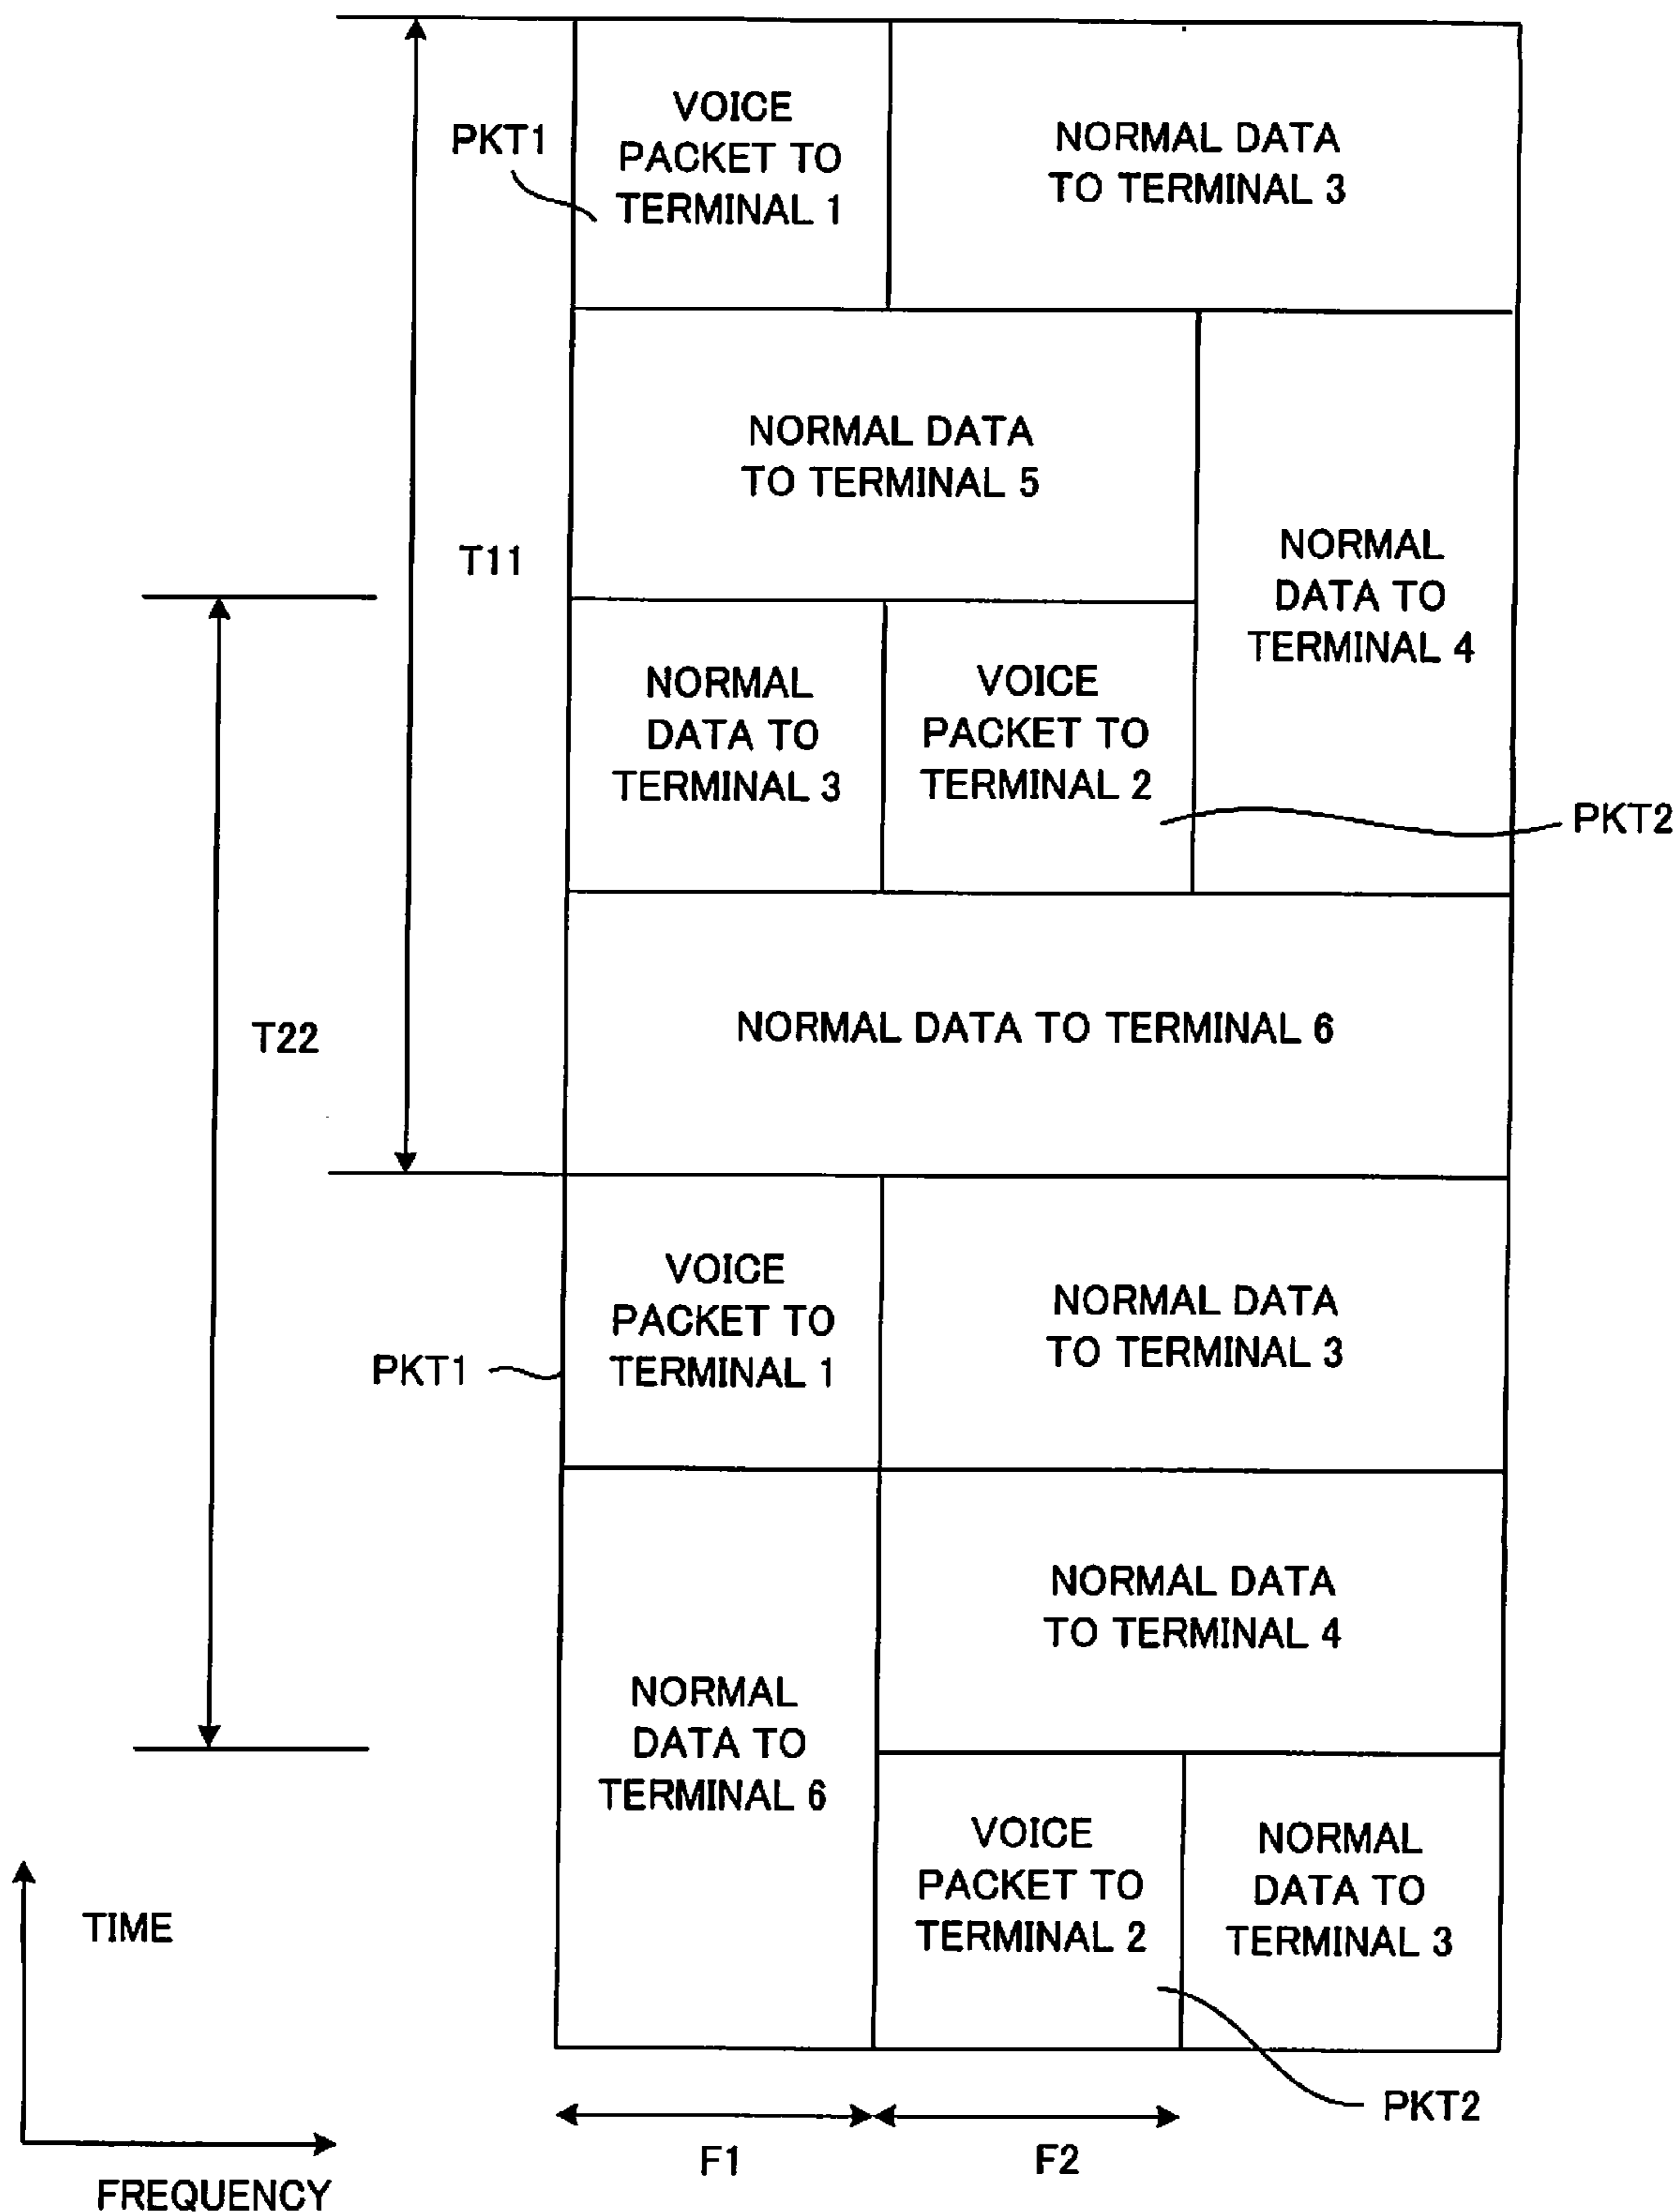 PKT1
VOICE
PACKET TO
TERMINAL 1
NORMAL DATA
TO TERMINAL 3
T11
NORMAL DATA
TO TERMINAL 5
NORMAL
DATA TO
TERMINAL 4
NORMAL
DATA TO
TERMINAL 3
VOICE
PACKET TO
TERMINAL 2
PKT2
T22
NORMAL DATA TO TERMINAL 6
PKT1
VOICE
PACKET TO
TERMINAL 1
NORMAL DATA
TO TERMINAL 3
NORMAL
DATA TO
TERMINAL 6
NORMAL DATA
TO TERMINAL 4
VOICE
PACKET TO
TERMINAL 2
NORMAL
DATA TO
TERMINAL 3
PKT2
TIME
FREQUENCY
F1
F2